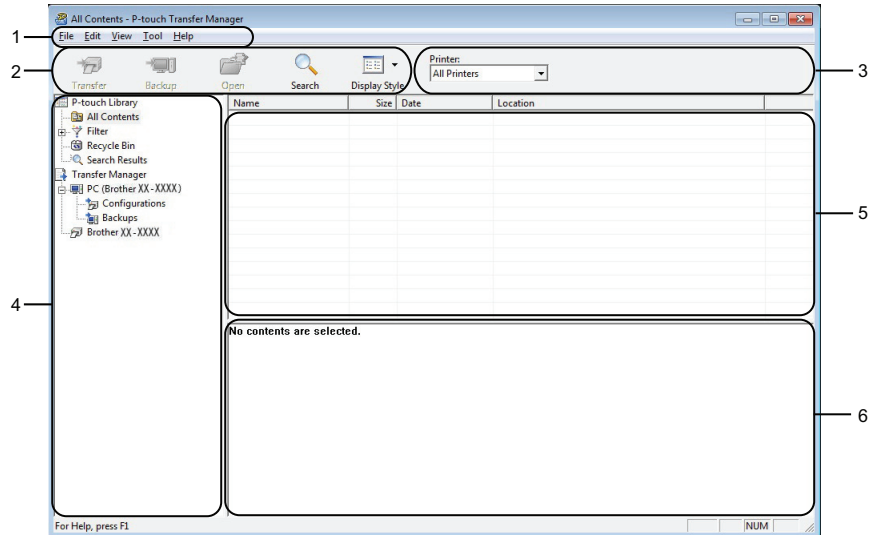 All Contents - P-touch Transfer Manager
1
File Edit View Tool Help
2
Transfer Backup Open Search Display Style
Printer:
All Printers
3
P-touch Library
All Contents
Filter
Recycle Bin
Search Results
Transfer Manager
PC (Brother XX-XXXX)
Configurations
Backups
Brother XX-XXXX
4
Name Size Date Location
5
No contents are selected.
6
For Help, press F1
NUM